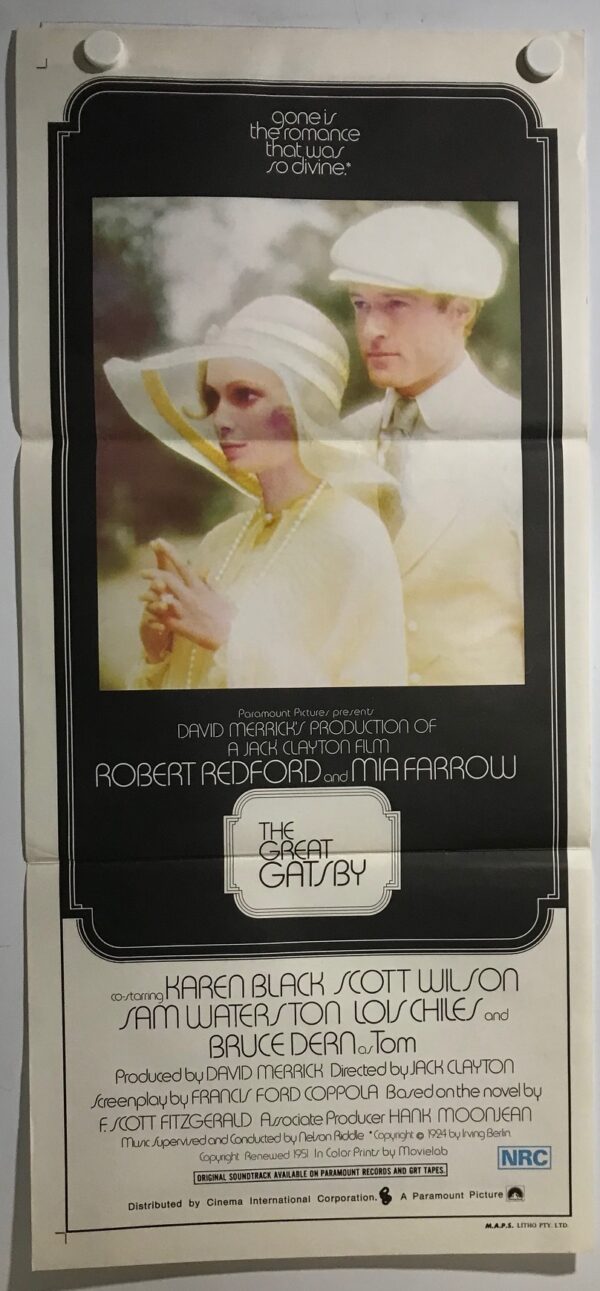 gone is
the romance
that was
so divine.*
Paramount Pictures presents
DAVID MERRICK'S PRODUCTION OF
A JACK CLAYTON FILM
ROBERT REDFORD and MIA FARROW
THE
GREAT
GATSBY
co-starring KAREN BLACK SCOTT WILSON
SAM WATERSTON LOIS CHILES and
BRUCE DERN as Tom
Produced by DAVID MERRICK Directed by JACK CLAYTON
Screenplay by FRANCIS FORD COPPOLA Based on the novel by
F. SCOTT FITZGERALD Associate Producer HANK MOONJEAN
Music Supervised and Conducted by Nelson Riddle *Copyright © 1924 by Irving Berlin
Copyright Renewed 1951 In Color Prints by Movielab
NRC
ORIGINAL SOUNDTRACK AVAILABLE ON PARAMOUNT RECORDS AND GRT TAPES.
Distributed by Cinema International Corporation. A Paramount Picture
M.A.P.S. LITHO PTY. LTD.